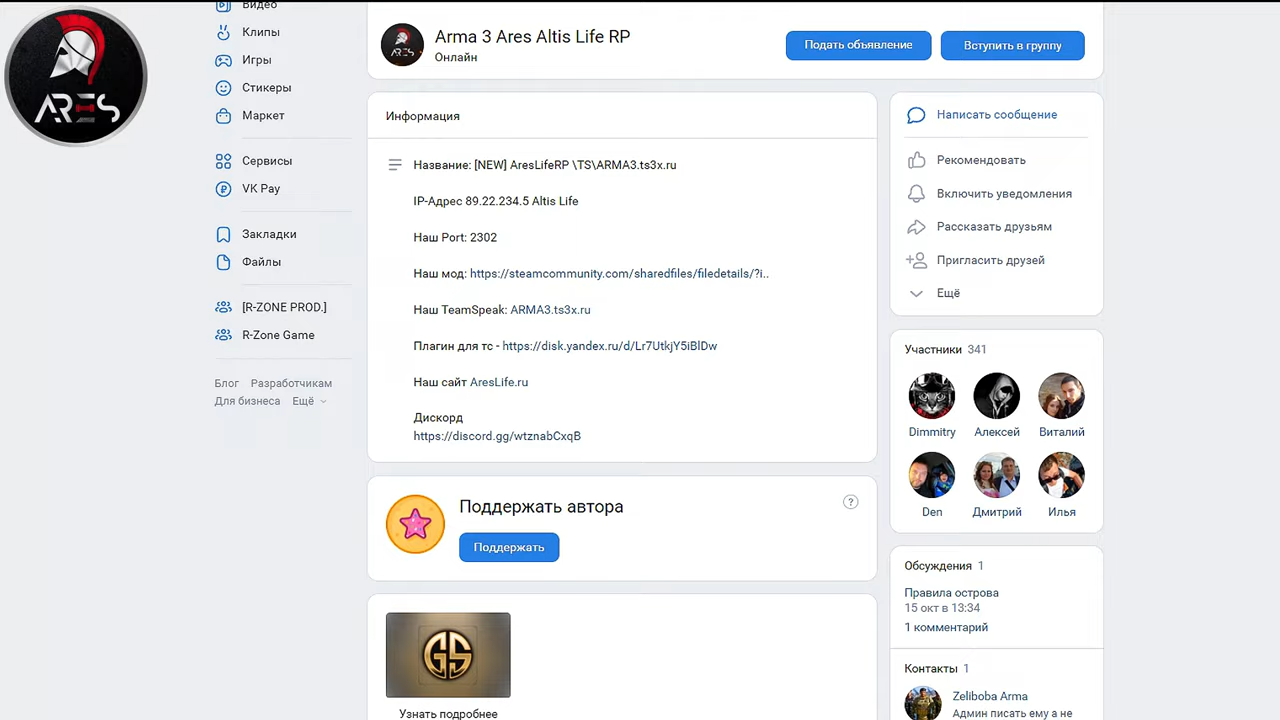 ARES
Видео
Клипы
Игры
Стикеры
Маркет
Сервисы
VK Pay
Закладки
Файлы
[R-ZONE PROD.]
R-Zone Game
Блог Разработчикам
Для бизнеса Ещё
ARES
Arma 3 Ares Altis Life RP
Онлайн
Подать объявление
Вступить в группу
Информация
Название: [NEW] AresLifeRP \TS\ARMA3.ts3x.ru
IP-Адрес 89.22.234.5 Altis Life
Наш Port: 2302
Наш мод: https://steamcommunity.com/sharedfiles/filedetails/?i..
Наш TeamSpeak: ARMA3.ts3x.ru
Плагин для тс - https://disk.yandex.ru/d/Lr7UtkjY5iBlDw
Наш сайт AresLife.ru
Дискорд
https://discord.gg/wtznabCxqB
Поддержать автора
?
Поддержать
GS
Узнать подробнее
Написать сообщение
Рекомендовать
Включить уведомления
Рассказать друзьям
Пригласить друзей
Ещё
Участники 341
Dimmitry Алексей Виталий
Den Дмитрий Илья
Обсуждения 1
Правила острова
15 окт в 13:34
1 комментарий
Контакты 1
Zeliboba Arma
Админ писать ему а не